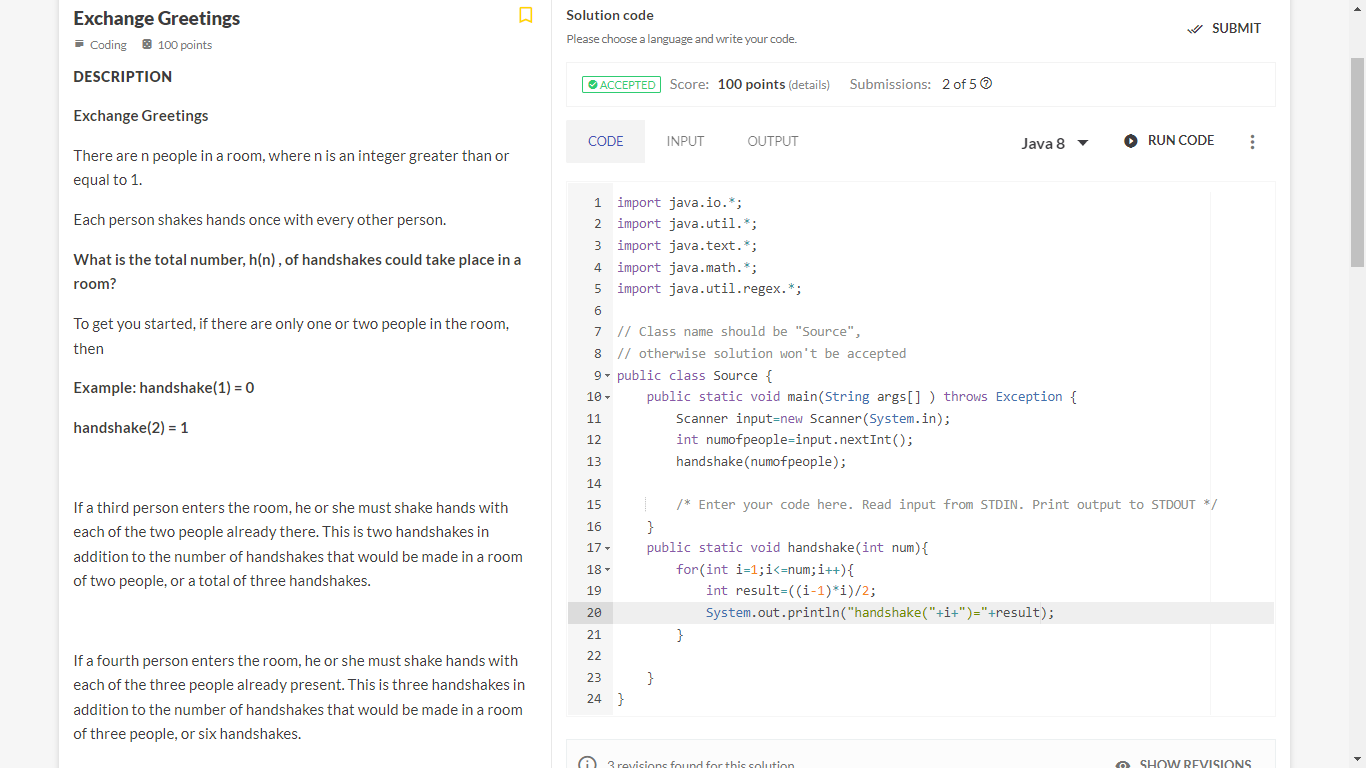 Exchange Greetings
Coding 100 points
DESCRIPTION
Exchange Greetings
There are n people in a room, where n is an integer greater than or
equal to 1.
Each person shakes hands once with every other person.
What is the total number, h(n) , of handshakes could take place in a
room?
To get you started, if there are only one or two people in the room,
then
Example: handshake(1) = 0
handshake(2) = 1
If a third person enters the room, he or she must shake hands with
each of the two people already there. This is two handshakes in
addition to the number of handshakes that would be made in a room
of two people, or a total of three handshakes.
If a fourth person enters the room, he or she must shake hands with
each of the three people already present. This is three handshakes in
addition to the number of handshakes that would be made in a room
of three people, or six handshakes.
Solution code
Please choose a language and write your code.
SUBMIT
ACCEPTED Score: 100 points (details) Submissions: 2 of 5
CODE INPUT OUTPUT Java 8 RUN CODE
1 import java.io.*;
2 import java.util.*;
3 import java.text.*;
4 import java.math.*;
5 import java.util.regex.*;
6
7 // Class name should be "Source",
8 // otherwise solution won't be accepted
9 public class Source {
10 public static void main(String args[] ) throws Exception {
11 Scanner input=new Scanner(System.in);
12 int numofpeople=input.nextInt();
13 handshake(numofpeople);
14
15 /* Enter your code here. Read input from STDIN. Print output to STDOUT */
16 }
17 public static void handshake(int num){
18 for(int i=1;i<=num;i++){
19 int result=((i-1)*i)/2;
20 System.out.println("handshake("+i+")="+result);
21 }
22
23 }
24 }
3 revisions found for this solution SHOW REVISIONS